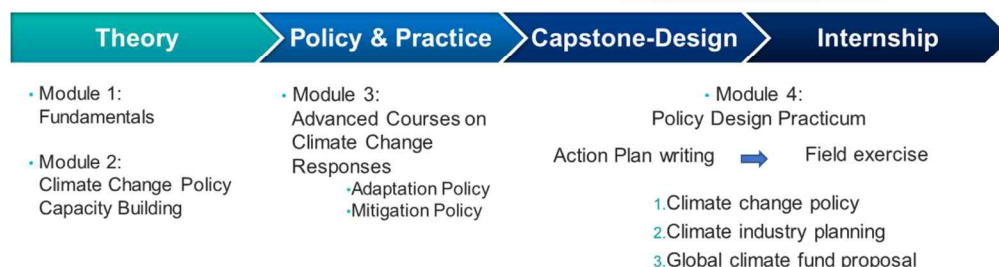 Theory
Policy & Practice
Capstone-Design
Internship
• Module 1:
Fundamentals
• Module 2:
Climate Change Policy
Capacity Building
• Module 3:
Advanced Courses on
Climate Change
Responses
•Adaptation Policy
•Mitigation Policy
• Module 4:
Policy Design Practicum
Action Plan writing
Field exercise
1.Climate change policy
2.Climate industry planning
3.Global climate fund proposal